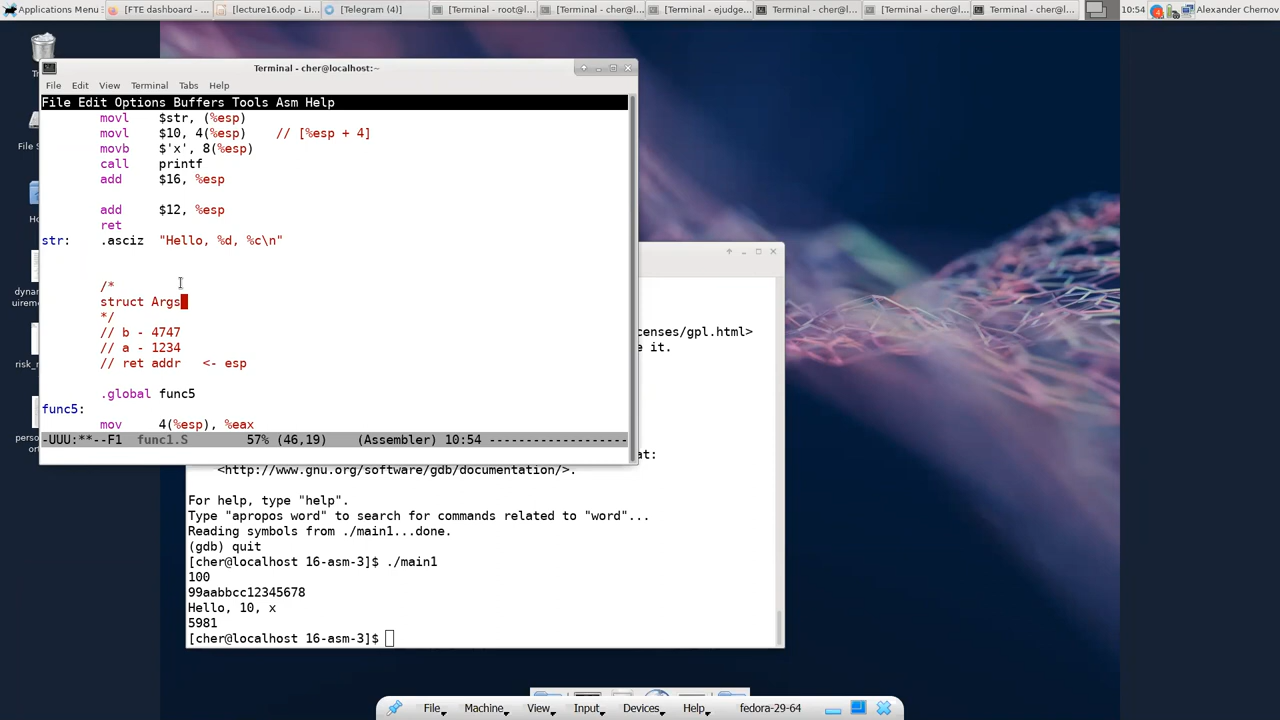 Applications Menu
[FTE dashboard - ...
[lecture16.odp - Li...
[Telegram (4)]
[Terminal - root@l...
[Terminal - cher@l...
[Terminal - ejudge...
Terminal - cher@l...
[Terminal - cher@l...
Terminal - cher@l...
10:54
Alexander Chernov
Terminal - cher@localhost:~
File Edit View Terminal Tabs Help
File Edit Options Buffers Tools Asm Help
movl $str, (%esp)
movl $10, 4(%esp) // [%esp + 4]
movb $'x', 8(%esp)
call printf
add $16, %esp
add $12, %esp
ret
str: .asciz "Hello, %d, %c\n"
/*
struct Args
*/
// b - 4747
// a - 1234
// ret addr <- esp
.global func5
func5:
mov 4(%esp), %eax
-UUU:**--F1 func1.S 57% (46,19) (Assembler) 10:54 --------------------
File S
Ho
dynar
uireme
risk_r
perso
ort
censes/gpl.html>
e it.
at:
<http://www.gnu.org/software/gdb/documentation/>.
For help, type "help".
Type "apropos word" to search for commands related to "word"...
Reading symbols from ./main1...done.
(gdb) quit
[cher@localhost 16-asm-3]$ ./main1
100
99aabbcc12345678
Hello, 10, x
5981
[cher@localhost 16-asm-3]$
File Machine View Input Devices Help fedora-29-64